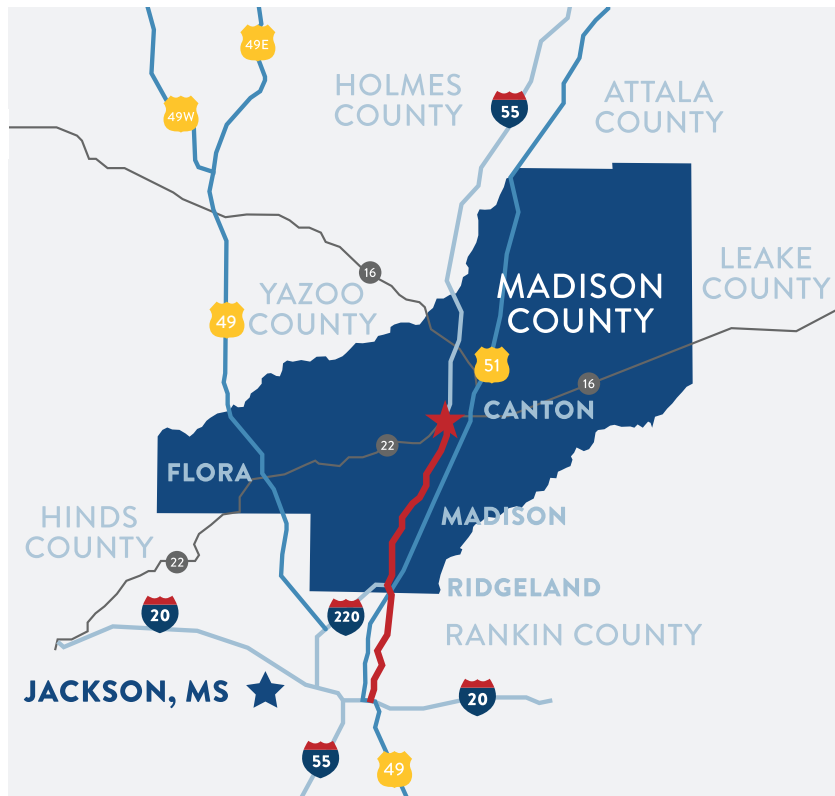 49E
49W
HOLMES
COUNTY
55
ATTALA
COUNTY
16
YAZOO
COUNTY
49
MADISON
COUNTY
LEAKE
COUNTY
51
16
CANTON
22
FLORA
MADISON
HINDS
COUNTY
22
RIDGELAND
20
220
RANKIN COUNTY
JACKSON, MS
20
55
49